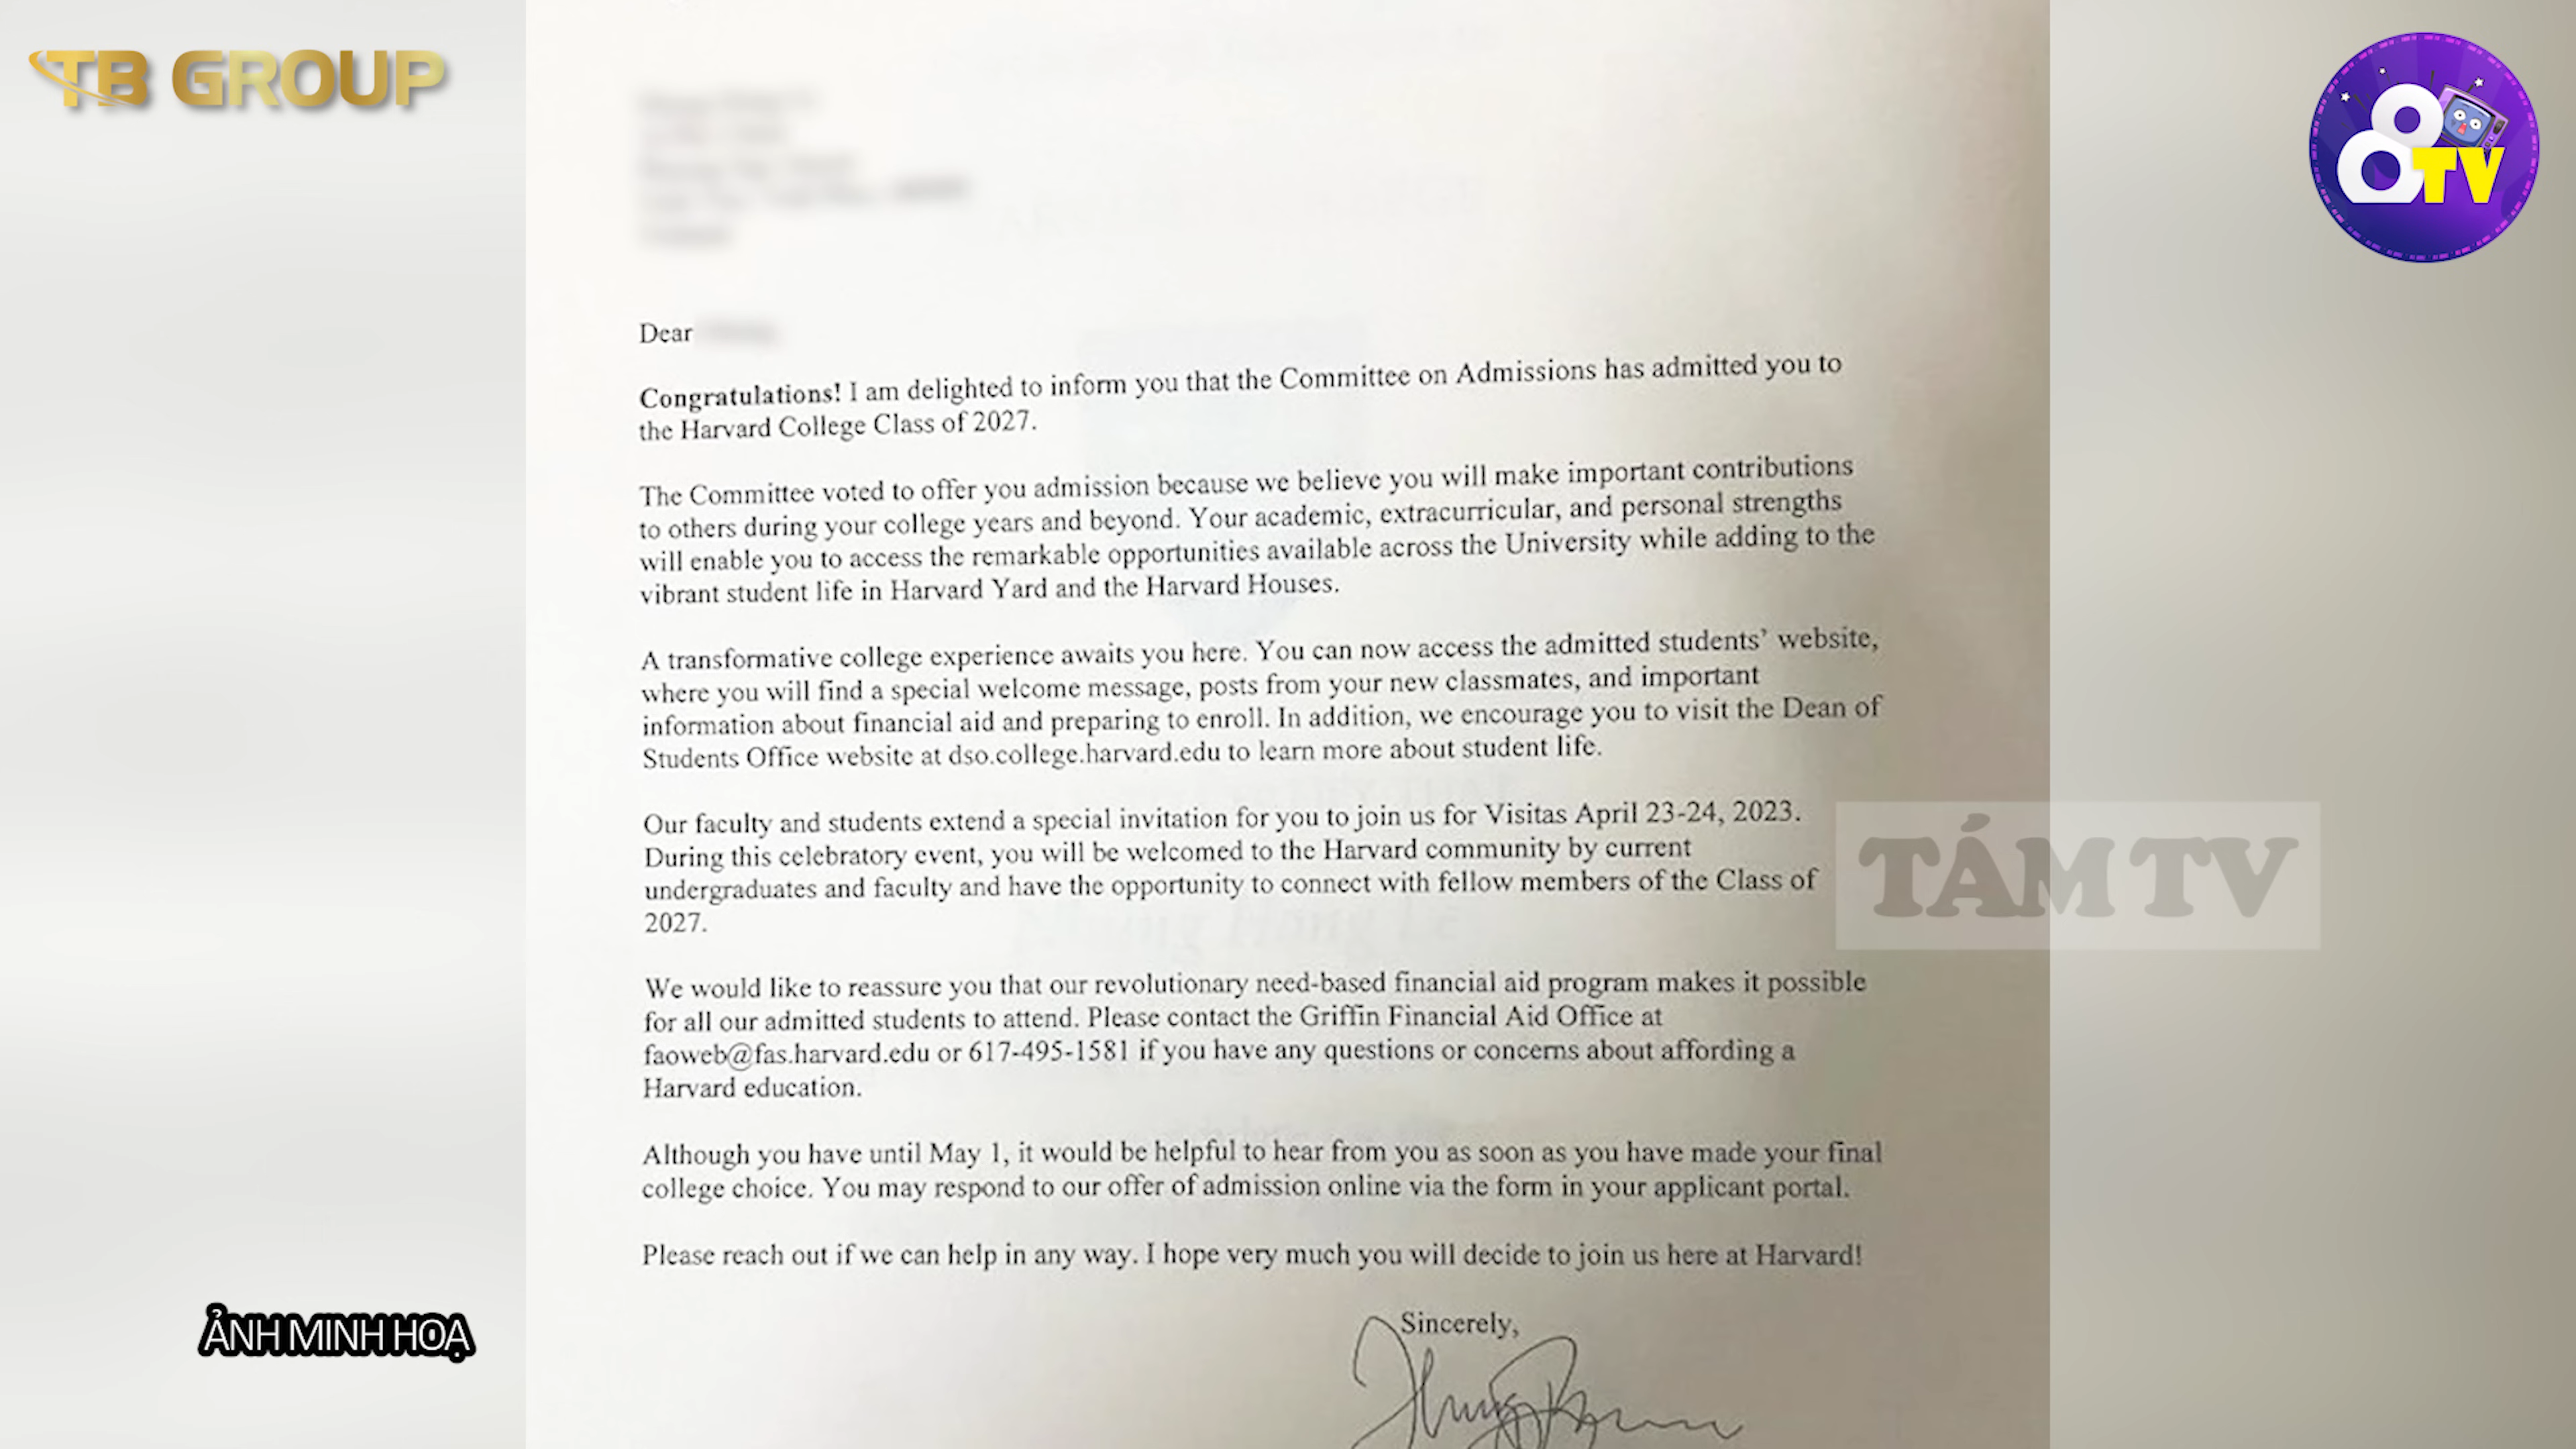 TB GROUP
8TV
Dear
Congratulations! I am delighted to inform you that the Committee on Admissions has admitted you to
the Harvard College Class of 2027.
The Committee voted to offer you admission because we believe you will make important contributions
to others during your college years and beyond. Your academic, extracurricular, and personal strengths
will enable you to access the remarkable opportunities available across the University while adding to the
vibrant student life in Harvard Yard and the Harvard Houses.
A transformative college experience awaits you here. You can now access the admitted students’ website,
where you will find a special welcome message, posts from your new classmates, and important
information about financial aid and preparing to enroll. In addition, we encourage you to visit the Dean of
Students Office website at dso.college.harvard.edu to learn more about student life.
Our faculty and students extend a special invitation for you to join us for Visitas April 23-24, 2023.
During this celebratory event, you will be welcomed to the Harvard community by current
undergraduates and faculty and have the opportunity to connect with fellow members of the Class of
2027.
TÁM TV
We would like to reassure you that our revolutionary need-based financial aid program makes it possible
for all our admitted students to attend. Please contact the Griffin Financial Aid Office at
faoweb@fas.harvard.edu or 617-495-1581 if you have any questions or concerns about affording a
Harvard education.
Although you have until May 1, it would be helpful to hear from you as soon as you have made your final
college choice. You may respond to our offer of admission online via the form in your applicant portal.
Please reach out if we can help in any way. I hope very much you will decide to join us here at Harvard!
Sincerely,
ẢNH MINH HOẠ